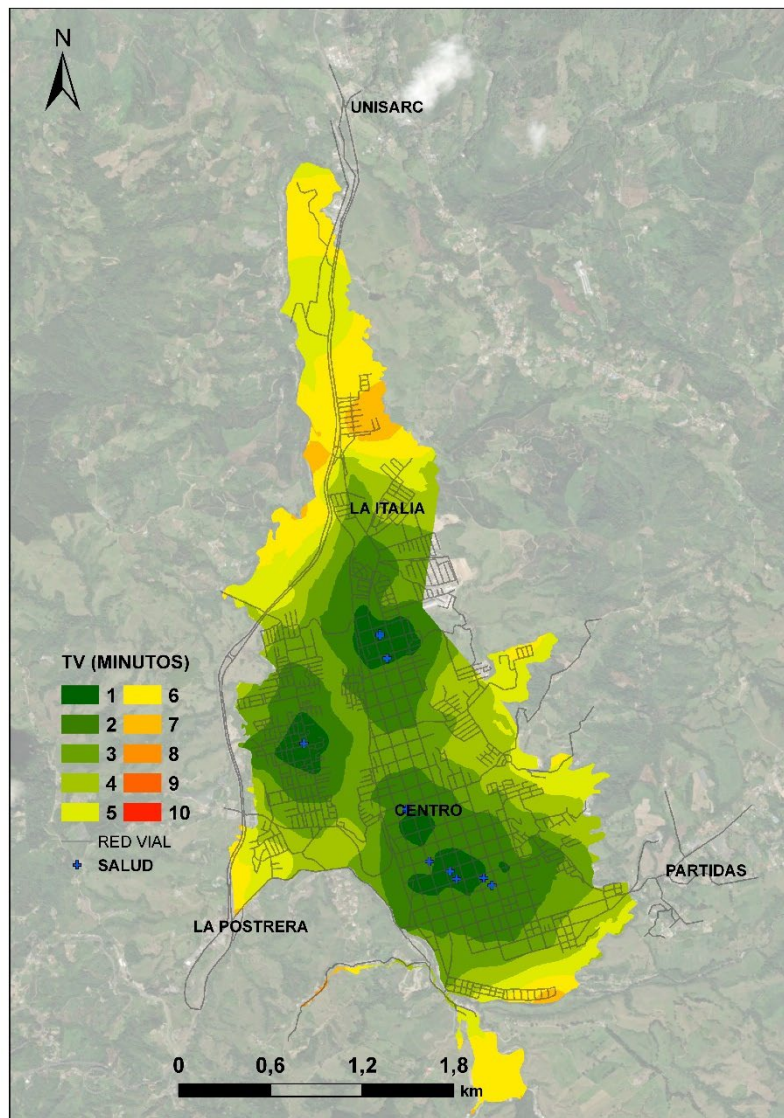 N
UNISARC
LA ITALIA
TV (MINUTOS)
1 6
2 7
3 8
4 9
5 10
RED VIAL
SALUD
CENTRO
PARTIDAS
LA POSTRERA
0 0,6 1,2 1,8
km